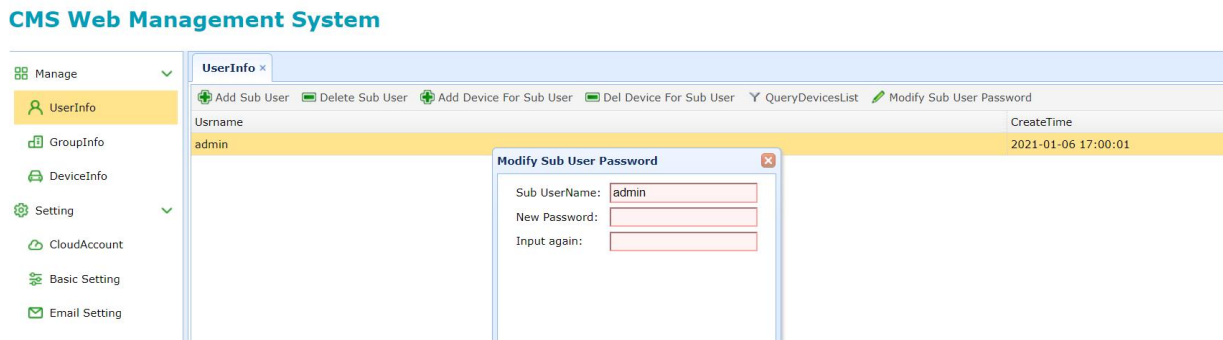 CMS Web Management System
Manage
UserInfo
GroupInfo
DeviceInfo
Setting
CloudAccount
Basic Setting
Email Setting
UserInfo ×
Add Sub User Delete Sub User Add Device For Sub User Del Device For Sub User QueryDevicesList Modify Sub User Password
Usrname CreateTime
admin 2021-01-06 17:00:01
Modify Sub User Password
Sub UserName: admin
New Password:
Input again: